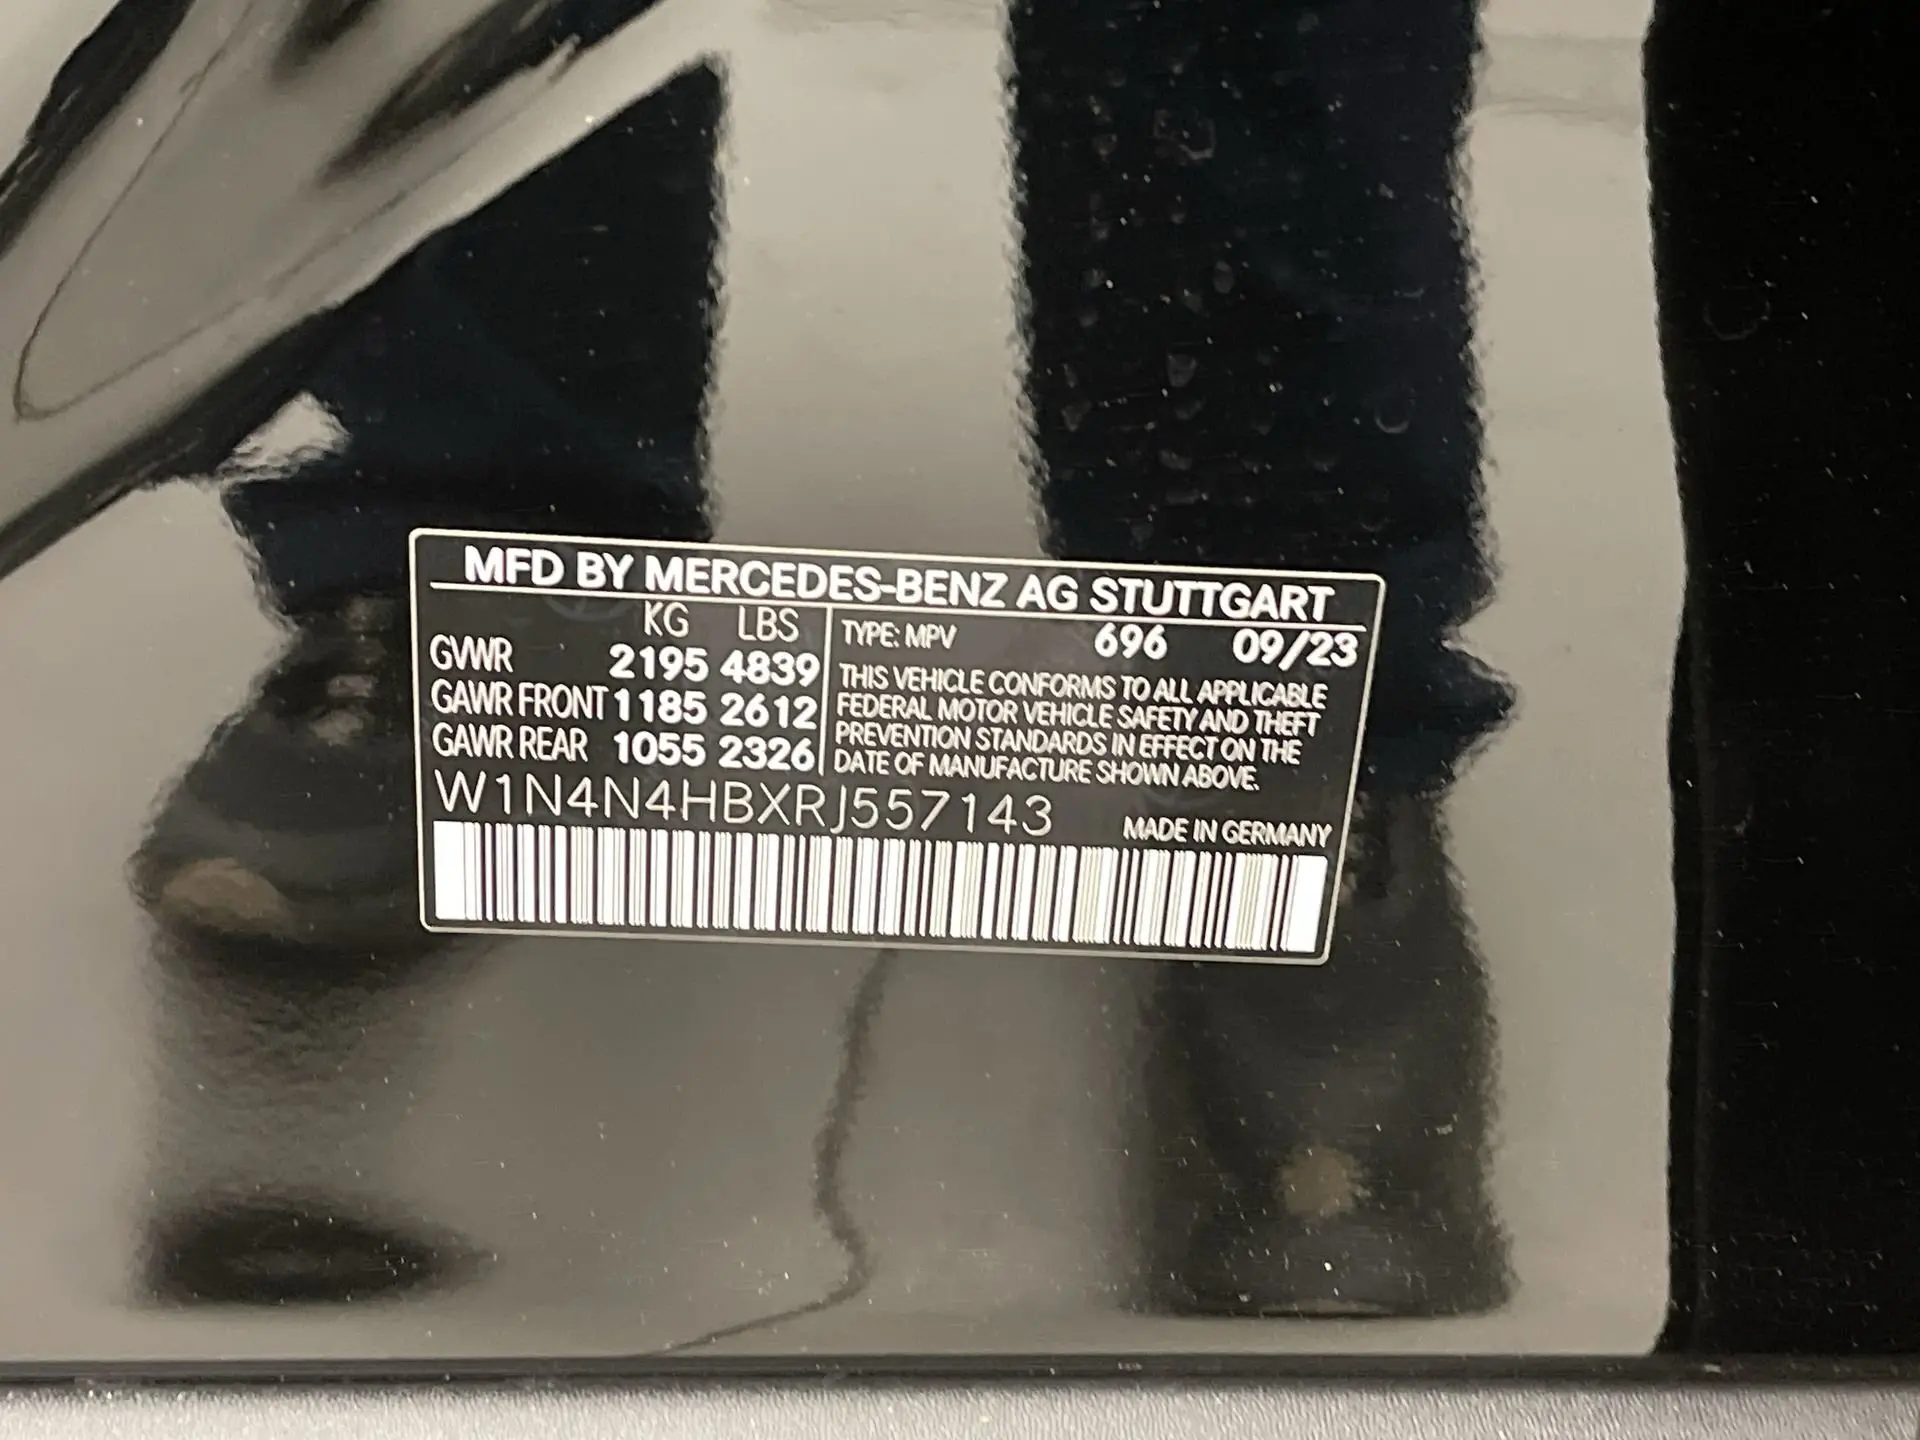 MFD BY MERCEDES-BENZ AG STUTTGART
KG LBS
GVWR 2195 4839
GAWR FRONT 1185 2612
GAWR REAR 1055 2326
TYPE: MPV 696 09/23
THIS VEHICLE CONFORMS TO ALL APPLICABLE
FEDERAL MOTOR VEHICLE SAFETY AND THEFT
PREVENTION STANDARDS IN EFFECT ON THE
DATE OF MANUFACTURE SHOWN ABOVE.
W1N4N4HBXRJ557143
MADE IN GERMANY